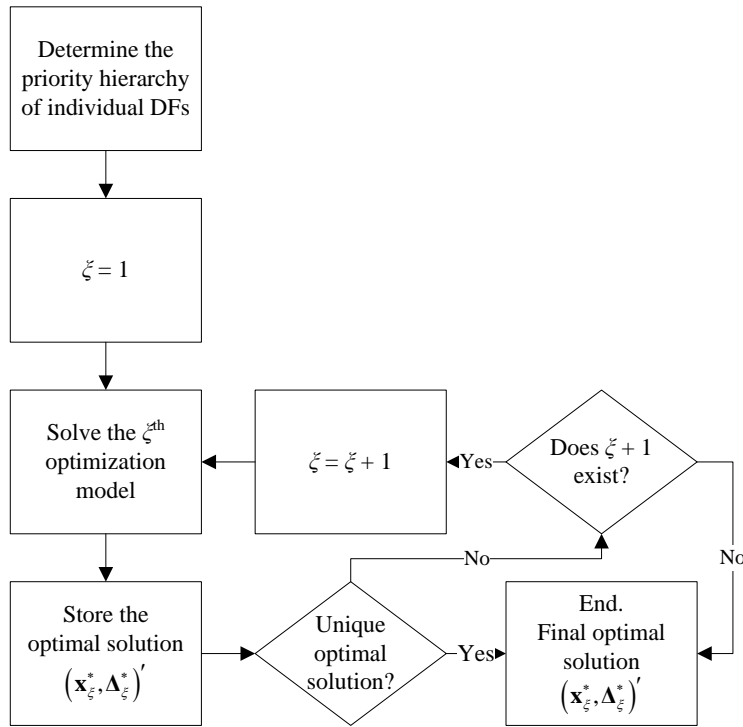 Determine the
priority hierarchy
of individual DFs
ξ = 1
Solve the ξth
optimization
model
ξ = ξ + 1
Yes
Does ξ + 1
exist?
No
No
Store the
optimal solution
(x*ξ, Δ*ξ)′
Unique
optimal
solution?
Yes
End.
Final optimal
solution
(x*ξ, Δ*ξ)′